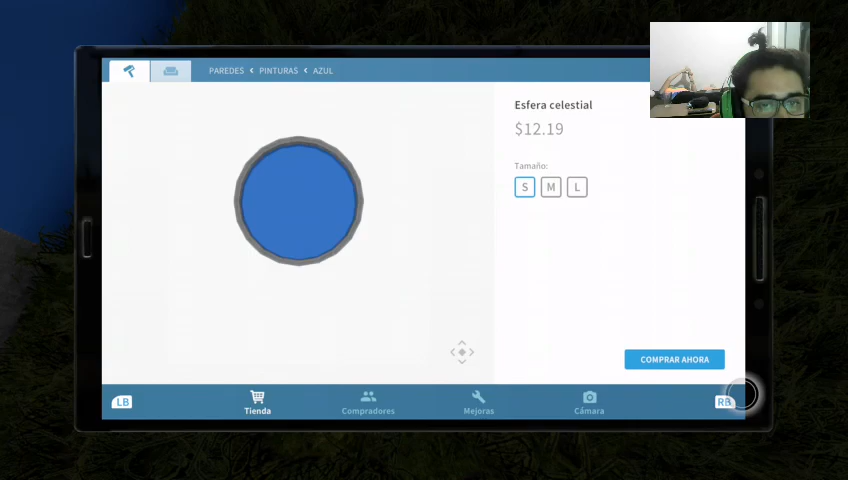 PAREDES < PINTURAS < AZUL
Esfera celestial
$12.19
Tamaño:
S M L
COMPRAR AHORA
LB
Tienda
Compradores
Mejoras
Cámara
RB